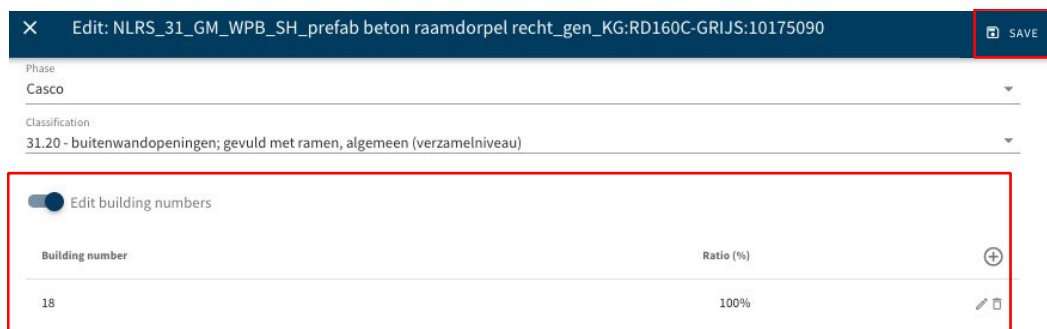 Edit: NLRS_31_GM_WPB_SH_prefab beton raamdorpel recht_gen_KG:RD160C-GRIJS:10175090 SAVE
Phase
Casco
Classification
31.20 - buitenwandopeningen; gevuld met ramen, algemeen (verzamelniveau)
Edit building numbers
Building number Ratio (%)
18 100%